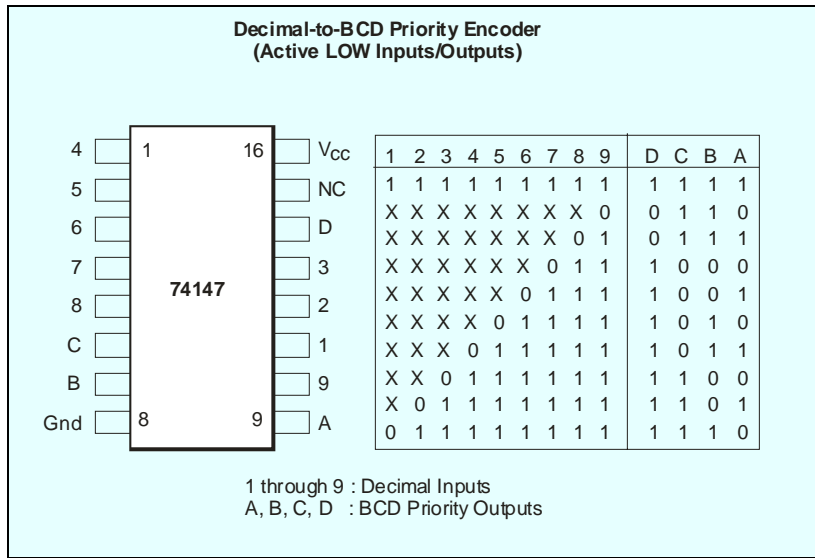 Decimal-to-BCD Priority Encoder
(Active LOW Inputs/Outputs)
4 1 16 VCC
5 NC
6 D
7 3
74147
8 2
C 1
B 9
Gnd 8 9 A
1 2 3 4 5 6 7 8 9 D C B A
1 1 1 1 1 1 1 1 1 1 1 1 1
X X X X X X X X 0 0 1 1 0
X X X X X X X 0 1 0 1 1 1
X X X X X X 0 1 1 1 0 0 0
X X X X X 0 1 1 1 1 0 0 1
X X X X 0 1 1 1 1 1 0 1 0
X X X 0 1 1 1 1 1 1 0 1 1
X X 0 1 1 1 1 1 1 1 1 0 0
X 0 1 1 1 1 1 1 1 1 1 0 1
0 1 1 1 1 1 1 1 1 1 1 1 0
1 through 9 : Decimal Inputs
A, B, C, D : BCD Priority Outputs